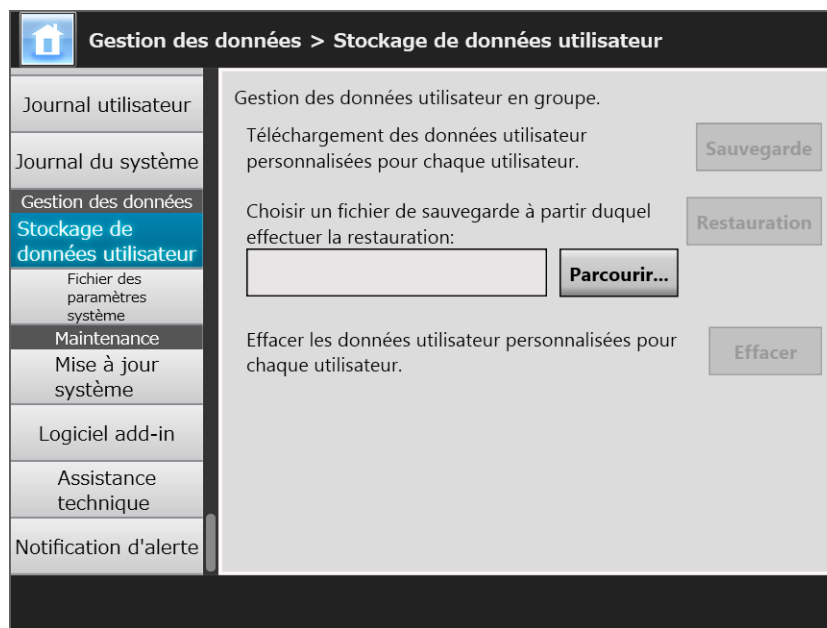 Gestion des données > Stockage de données utilisateur
Journal utilisateur
Journal du système
Gestion des données
Stockage de
données utilisateur
Fichier des
paramètres
système
Maintenance
Mise à jour
système
Logiciel add-in
Assistance
technique
Notification d'alerte
Gestion des données utilisateur en groupe.
Téléchargement des données utilisateur
personnalisées pour chaque utilisateur.
Sauvegarde
Choisir un fichier de sauvegarde à partir duquel
effectuer la restauration:
Restauration
Parcourir...
Effacer les données utilisateur personnalisées pour
chaque utilisateur.
Effacer